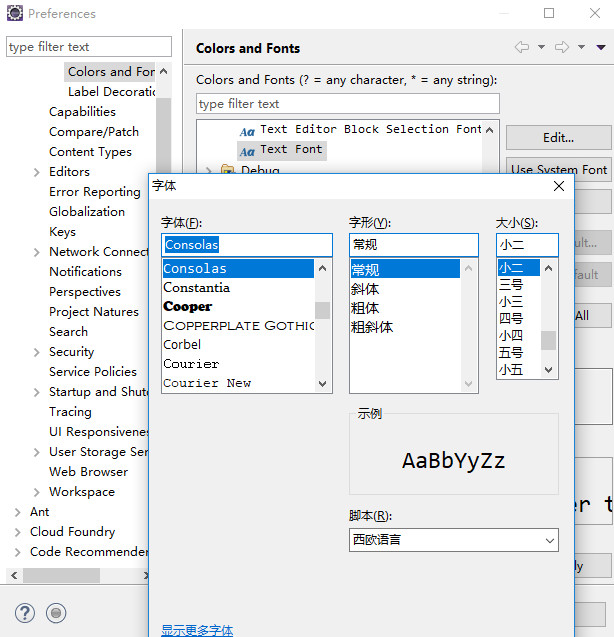 Preferences
type filter text
Colors and For
Label Decoratic
Capabilities
Compare/Patch
Content Types
Editors
Error Reporting
Globalization
Keys
Network Connect
Notifications
Perspectives
Project Natures
Search
Security
Service Policies
Startup and Shut
Tracing
UI Responsivenes
User Storage Ser
Web Browser
Workspace
Ant
Cloud Foundry
Code Recommender
Colors and Fonts
Colors and Fonts (? = any character, * = any string):
type filter text
Aa Text Editor Block Selection Font
Aa Text Font
Debug
Edit...
Use System Font
ult...
fault
All
er t
ly
字体
字体(F):
Consolas
Consolas
Constantia
Cooper
COPPERPLATE GOTHIC
Corbel
Courier
Courier New
字形(Y):
常规
常规
斜体
粗体
粗斜体
大小(S):
小二
小二
三号
小三
四号
小四
五号
小五
示例
AaBbYyZz
脚本(R):
西欧语言
显示更多字体